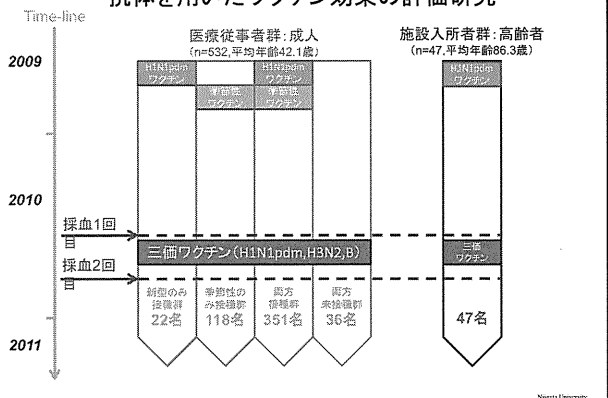 抗体を用いたワクチン効果の評価研究
Time-line
医療従事者群:成人
(n=532,平均年齢42.1歳)
施設入所者群:高齢者
(n=47,平均年齢86.3歳)
2009
H1N1pdm
ワクチン
H1N1pdm
ワクチン
H1N1pdm
ワクチン
季節性
ワクチン
季節性
ワクチン
2010
採血1回
目
三価ワクチン(H1N1pdm,H3N2,B)
三価
ワクチン
採血2回
目
新型のみ
接種群
22名
季節性の
み接種群
118名
両方
接種群
351名
両方
未接種群
36名
47名
2011
Niigata University